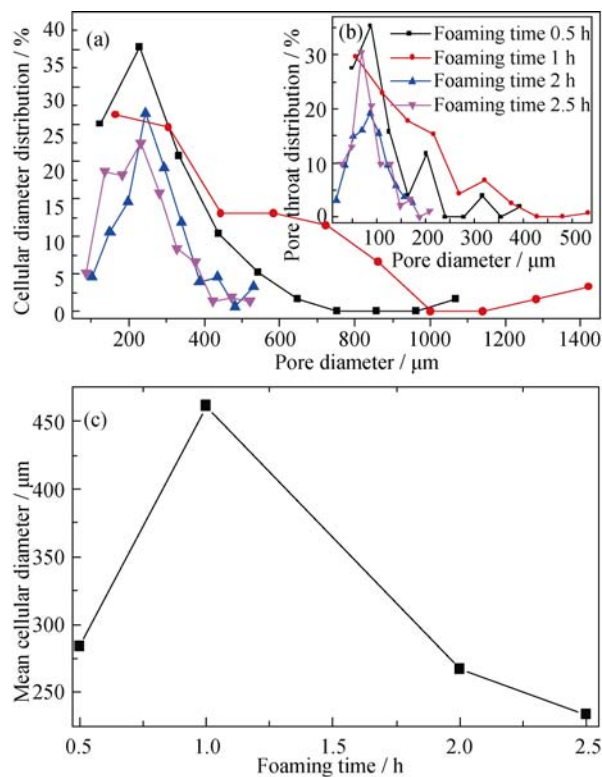 (a)
Cellular diameter distribution / %
40
35
30
25
20
15
10
5
0
200
400
600
800
1000
1200
1400
Pore diameter / μm
(b)
Pore throat distribution / %
30
20
10
0
100
200
300
400
500
Pore diameter / μm
Foaming time 0.5 h
Foaming time 1 h
Foaming time 2 h
Foaming time 2.5 h
(c)
Mean cellular diameter / μm
450
400
350
300
250
0.5
1.0
1.5
2.0
2.5
Foaming time / h